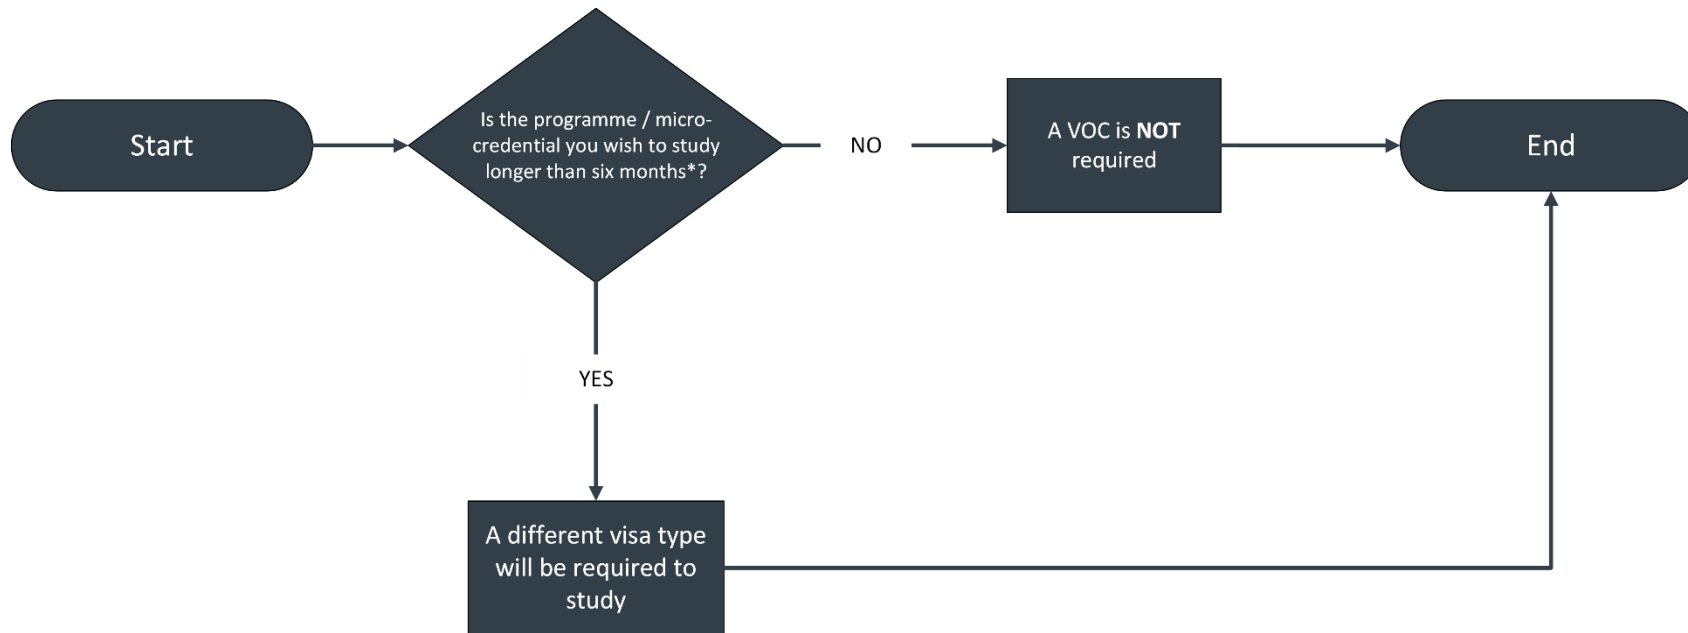 Start
Is the programme / micro-
credential you wish to study
longer than six months*?
NO
A VOC is NOT
required
End
YES
A different visa type
will be required to
study